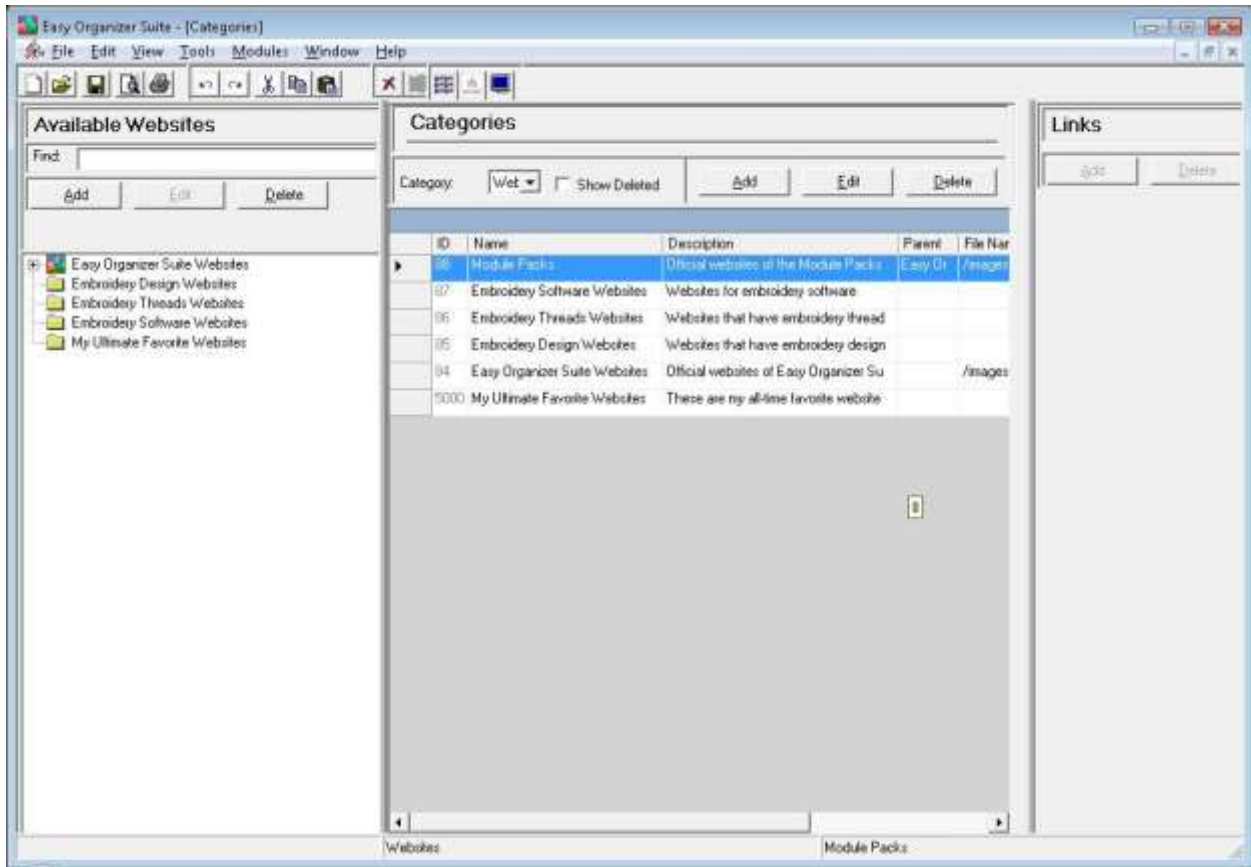 Easy Organizer Suite - [Categories]
File Edit View Tools Modules Window Help
Available Websites
Find:
Add Edit Delete
Easy Organizer Suite Websites
Embroidery Design Websites
Embroidery Threads Websites
Embroidery Software Websites
My Ultimate Favorite Websites
Categories
Category: Wet Show Deleted Add Edit Delete
ID Name Description Parent File Nar
88 Module Packs Official websites of the Module Packs Easy Or /images
87 Embroidery Software Websites Websites for embroidery software
86 Embroidery Threads Websites Websites that have embroidery thread
85 Embroidery Design Websites Websites that have embroidery design
84 Easy Organizer Suite Websites Official websites of Easy Organizer Su /images
5000 My Ultimate Favorite Websites These are my all-time favorite website
Links
Add Delete
Websites Module Packs